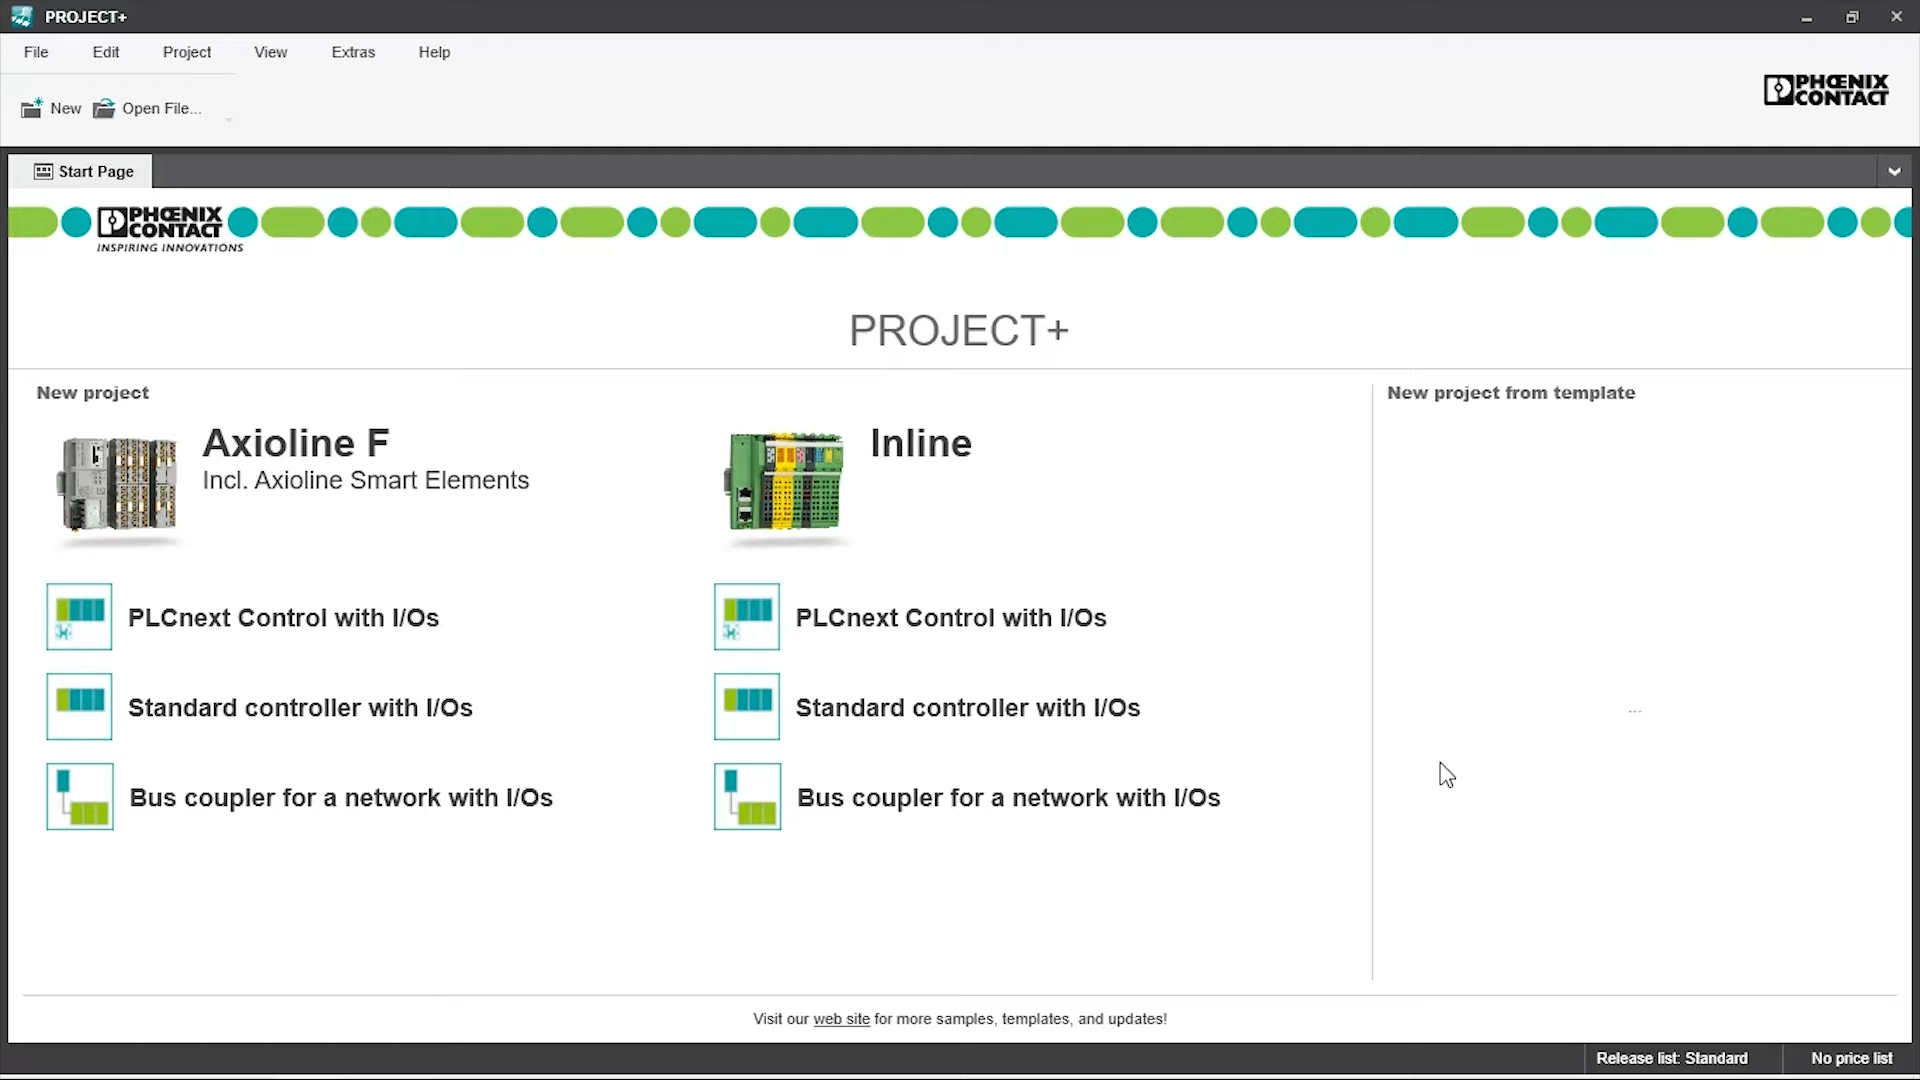 PROJECT+
File Edit Project View Extras Help
New Open File...
PHŒNIX
CONTACT
Start Page
PHŒNIX
CONTACT
INSPIRING INNOVATIONS
PROJECT+
New project
New project from template
Axioline F
Incl. Axioline Smart Elements
Inline
PLCnext Control with I/Os
PLCnext Control with I/Os
Standard controller with I/Os
Standard controller with I/Os
...
Bus coupler for a network with I/Os
Bus coupler for a network with I/Os
Visit our web site for more samples, templates, and updates!
Release list: Standard
No price list